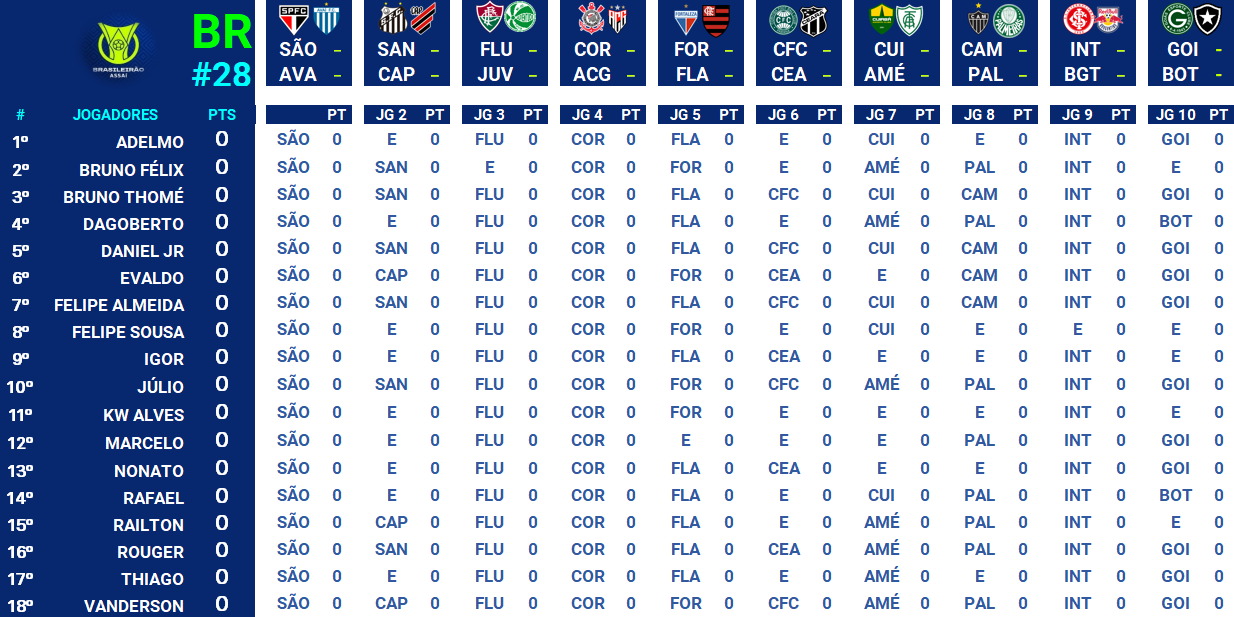 BRASILEIRÃO
ASSAÍ
BR
#28
SÃO – SAN – FLU – COR – FOR – CFC – CUI – CAM – INT – GOI -
AVA – CAP – JUV – ACG – FLA – CEA – AMÉ – PAL – BGT – BOT -
# JOGADORES PTS PT JG 2 PT JG 3 PT JG 4 PT JG 5 PT JG 6 PT JG 7 PT JG 8 PT JG 9 PT JG 10 PT
1º ADELMO 0 SÃO 0 E 0 FLU 0 COR 0 FLA 0 E 0 CUI 0 E 0 INT 0 GOI 0
2º BRUNO FÉLIX 0 SÃO 0 SAN 0 E 0 COR 0 FOR 0 E 0 AMÉ 0 PAL 0 INT 0 E 0
3º BRUNO THOMÉ 0 SÃO 0 SAN 0 FLU 0 COR 0 FLA 0 CFC 0 CUI 0 CAM 0 INT 0 GOI 0
4º DAGOBERTO 0 SÃO 0 E 0 FLU 0 COR 0 FLA 0 E 0 AMÉ 0 PAL 0 INT 0 BOT 0
5º DANIEL JR 0 SÃO 0 SAN 0 FLU 0 COR 0 FLA 0 CFC 0 CUI 0 CAM 0 INT 0 GOI 0
6º EVALDO 0 SÃO 0 CAP 0 FLU 0 COR 0 FOR 0 CEA 0 E 0 CAM 0 INT 0 GOI 0
7º FELIPE ALMEIDA 0 SÃO 0 SAN 0 FLU 0 COR 0 FLA 0 CFC 0 CUI 0 CAM 0 INT 0 GOI 0
8º FELIPE SOUSA 0 SÃO 0 E 0 FLU 0 COR 0 FOR 0 E 0 CUI 0 E 0 E 0 E 0
9º IGOR 0 SÃO 0 E 0 FLU 0 COR 0 FLA 0 CEA 0 E 0 E 0 INT 0 E 0
10º JÚLIO 0 SÃO 0 SAN 0 FLU 0 COR 0 FOR 0 CFC 0 AMÉ 0 PAL 0 INT 0 GOI 0
11º KW ALVES 0 SÃO 0 E 0 FLU 0 COR 0 FOR 0 E 0 E 0 E 0 INT 0 E 0
12º MARCELO 0 SÃO 0 E 0 FLU 0 COR 0 E 0 E 0 E 0 PAL 0 INT 0 GOI 0
13º NONATO 0 SÃO 0 E 0 FLU 0 COR 0 FLA 0 CEA 0 E 0 E 0 INT 0 GOI 0
14º RAFAEL 0 SÃO 0 E 0 FLU 0 COR 0 FLA 0 E 0 CUI 0 PAL 0 INT 0 BOT 0
15º RAILTON 0 SÃO 0 CAP 0 FLU 0 COR 0 FLA 0 E 0 AMÉ 0 PAL 0 INT 0 E 0
16º ROUGER 0 SÃO 0 SAN 0 FLU 0 COR 0 FLA 0 CEA 0 AMÉ 0 PAL 0 INT 0 GOI 0
17º THIAGO 0 SÃO 0 E 0 FLU 0 COR 0 FLA 0 E 0 AMÉ 0 E 0 INT 0 GOI 0
18º VANDERSON 0 SÃO 0 CAP 0 FLU 0 COR 0 FOR 0 CFC 0 AMÉ 0 PAL 0 INT 0 GOI 0